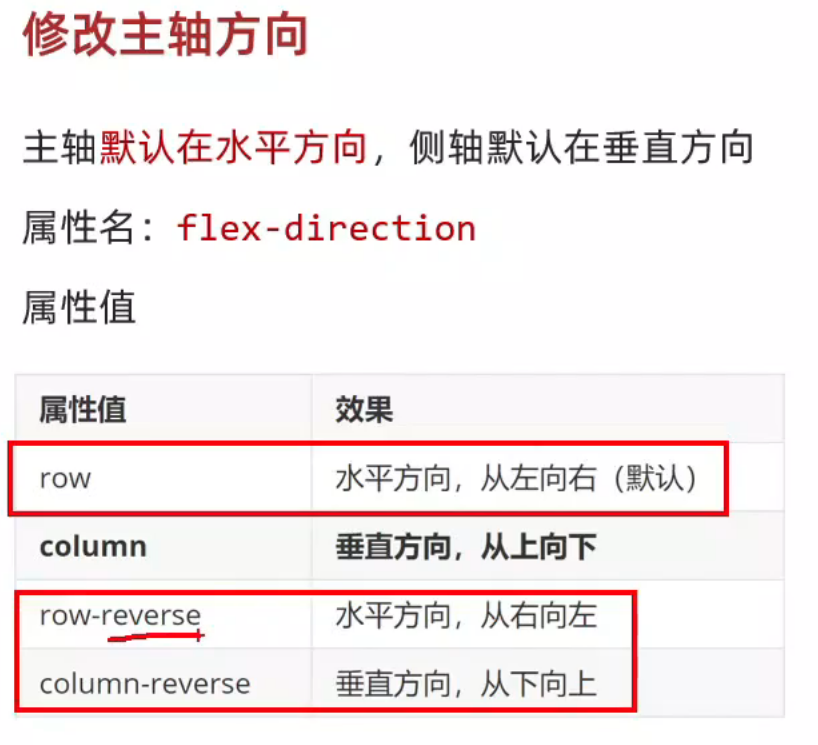 修改主轴方向
主轴默认在水平方向，侧轴默认在垂直方向
属性名：flex-direction
属性值
属性值 效果
row 水平方向，从左向右（默认）
column 垂直方向，从上向下
row-reverse 水平方向，从右向左
column-reverse 垂直方向，从下向上